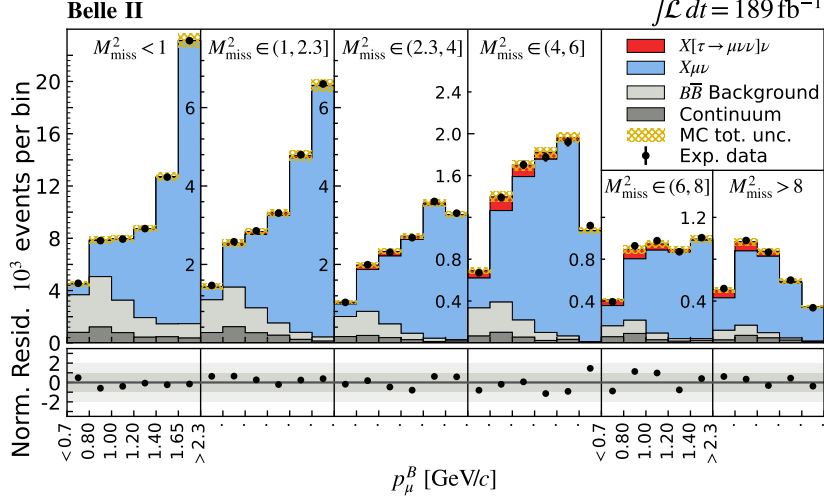 Belle II
∫ℒ dt = 189 fb⁻¹
M²miss < 1
M²miss ∈ (1, 2.3]
M²miss ∈ (2.3, 4]
M²miss ∈ (4, 6]
X[τ → μνν]ν
Xμν
BB̅ Background
Continuum
MC tot. unc.
Exp. data
M²miss ∈ (6, 8]
M²miss > 8
10³ events per bin
20
16
12
8
4
0
6
4
2
6
4
2
2.0
1.6
1.2
0.8
0.4
1.2
0.8
0.4
Norm. Resid.
2
1
0
-2
< 0.7
0.80
1.00
1.20
1.40
1.65
> 2.3
< 0.7
0.80
1.00
1.20
1.40
> 2.3
pμᴮ [GeV/c]